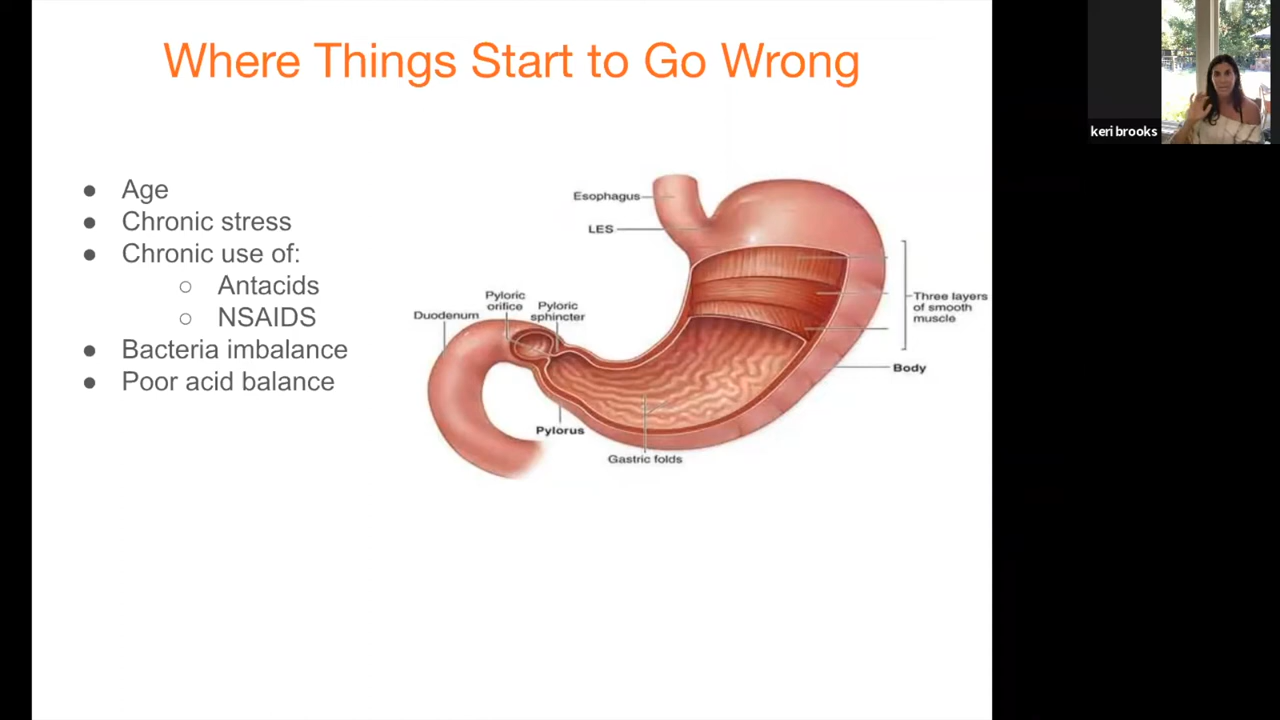 Where Things Start to Go Wrong
keri brooks
● Age
● Chronic stress
● Chronic use of:
○ Antacids
○ NSAIDS
● Bacteria imbalance
● Poor acid balance
Esophagus
LES
Pyloric
orifice
Pyloric
sphincter
Duodenum
Three layers
of smooth
muscle
Body
Pylorus
Gastric folds